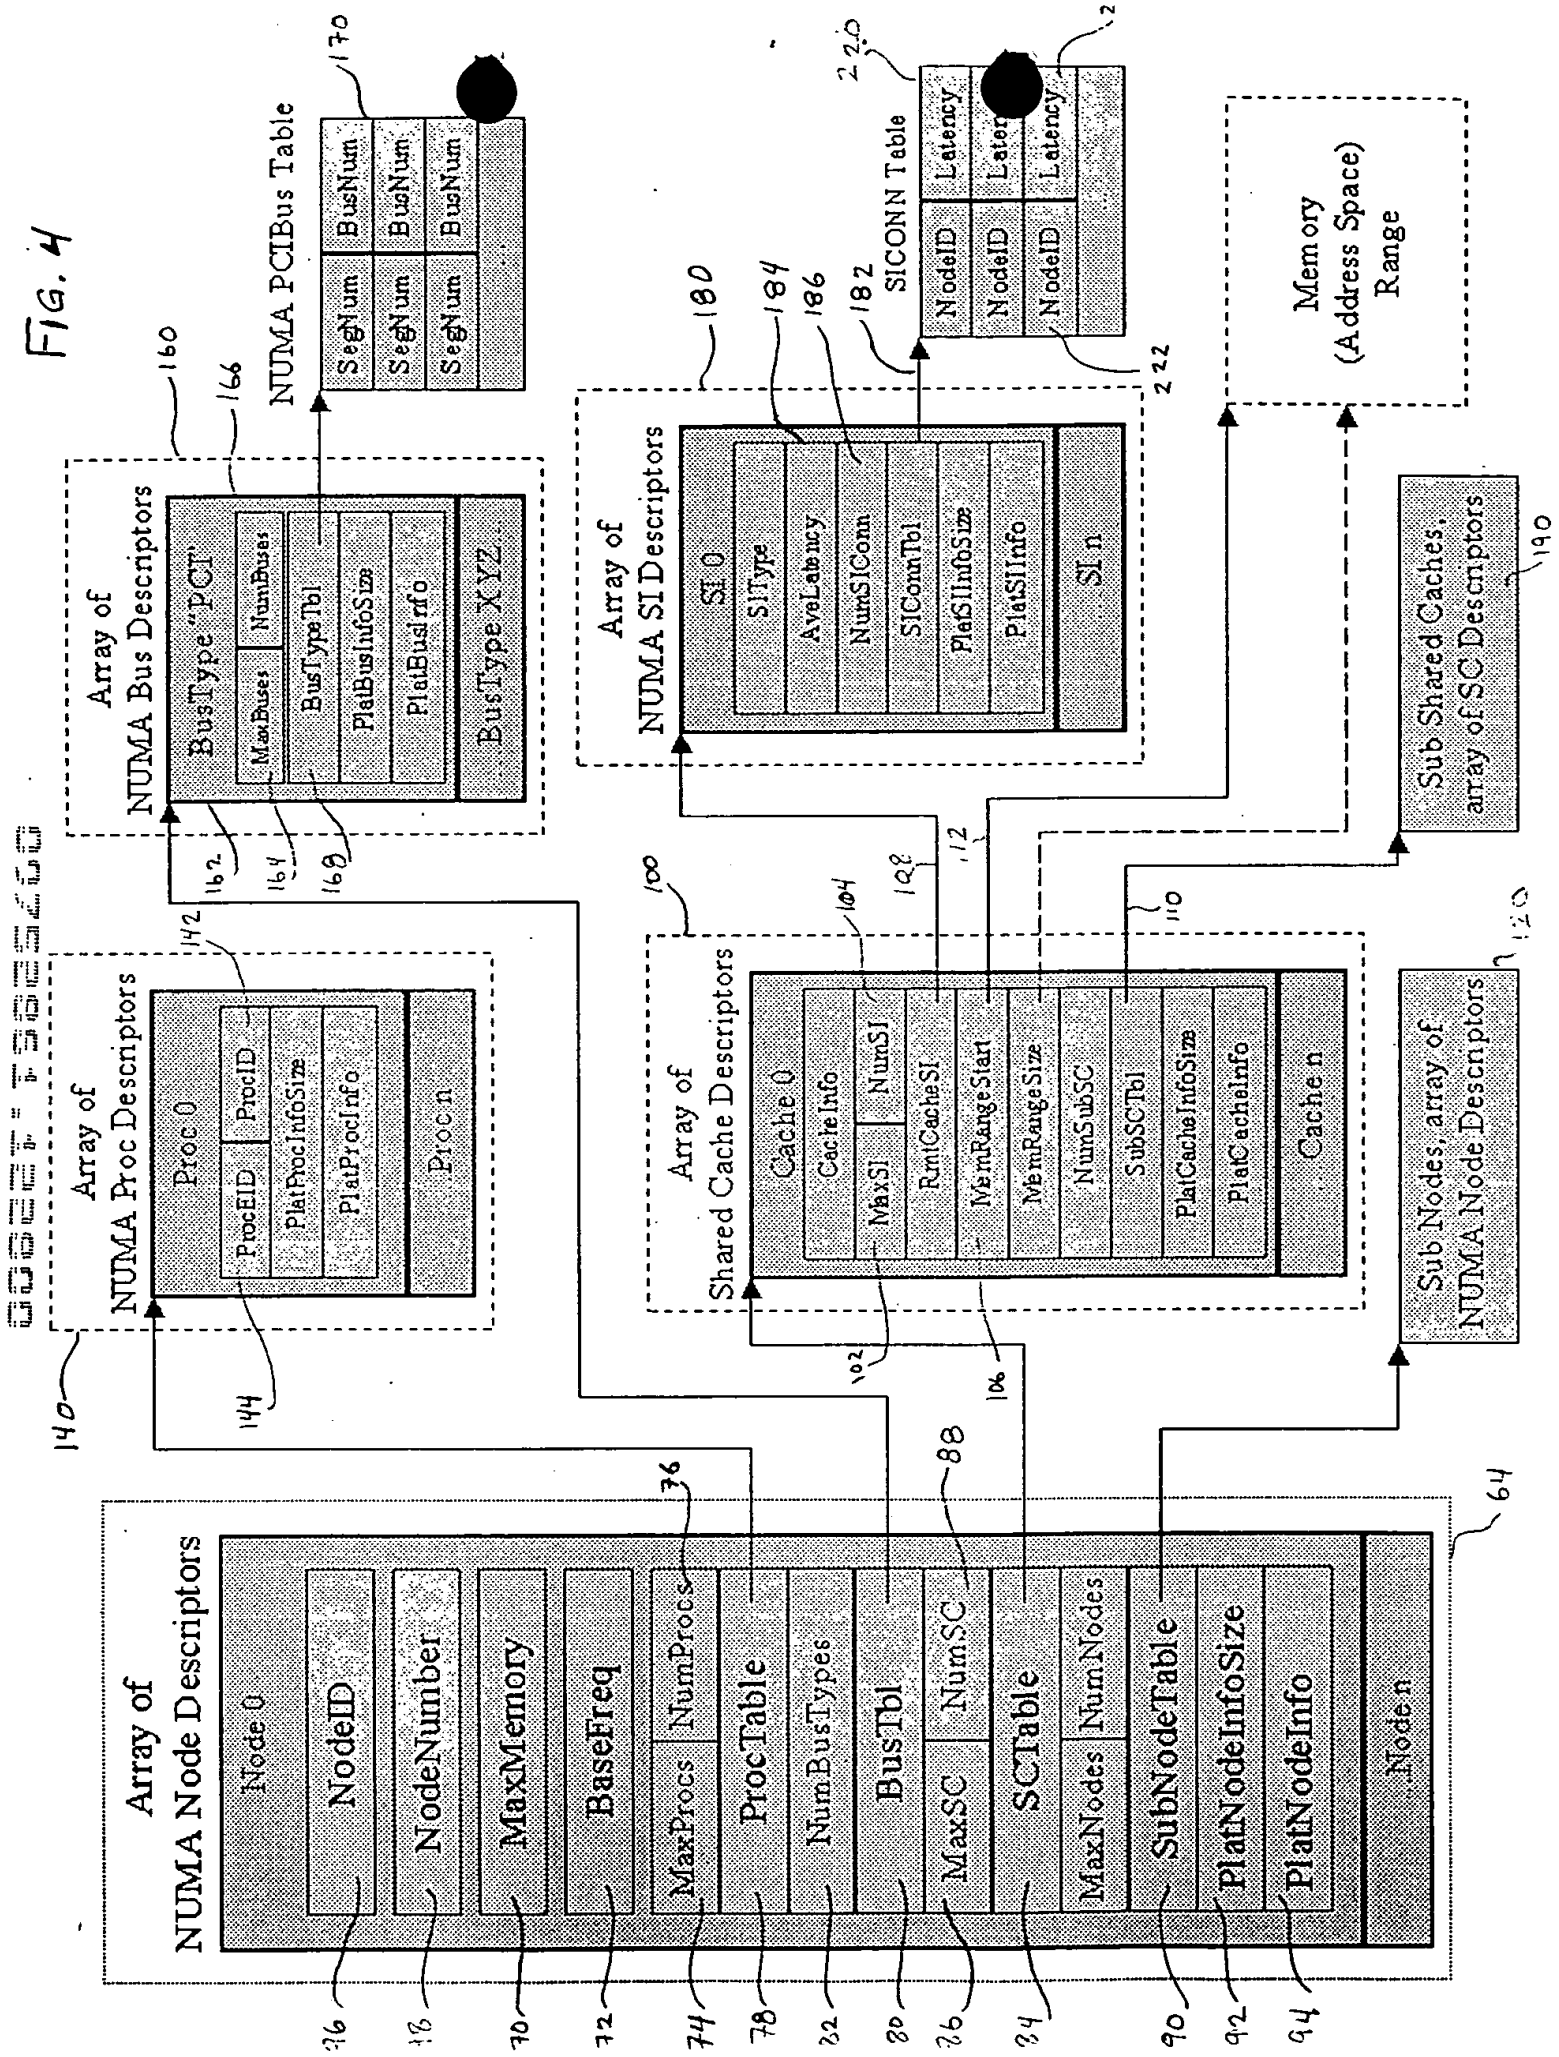 FIG. 4
Array of
NUMA Node Descriptors
Node 0
NodeID
NodeNumber
MaxMemory
BaseFreq
MaxProcs NumProcs
ProcTable
NumBusTypes
BusTbl
MaxSC NumSC
SCTable
MaxNodes NumNodes
SubNodeTable
PlatNodeInfoSize
PlatNodeInfo
...Node n
70
72
74
76
78
82
80
88
84
90
92
94
64
140
Array of
NUMA Proc Descriptors
Proc 0
ProcEID ProcID
PlatProcInfoSize
PlatProcInfo
...Proc n
144
142
160
Array of
NUMA Bus Descriptors
BusType "PCI"
MaxBuses NumBuses
BusTypeTbl
PlatBusInfoSize
PlatBusInfo
BusType XYZ...
162
164
168
166
NUMA PCIBus Table
170
SegNum BusNum
SegNum BusNum
SegNum BusNum
100
Array of
Shared Cache Descriptors
Cache 0
CacheInfo
MaxSI NumSI
RmtCacheSI
MemRangeStart
MemRangeSize
NumSubSC
SubSCTbl
PlatCacheInfoSize
PlatCacheInfo
...Cache n
102
104
106
108
112
110
180
Array of
NUMA SI Descriptors
SI 0
SIType
AveLatency
NumSIConn
SIConnTbl
PlatSIInfoSize
PlatSIInfo
...SI n
184
186
182
SICONN Table
220
NodeID Latency
NodeID
NodeID Latency
222
2
Memory
(Address Space)
Range
Sub Nodes, array of
NUMA Node Descriptors
120
Sub Shared Caches,
array of SC Descriptors
190